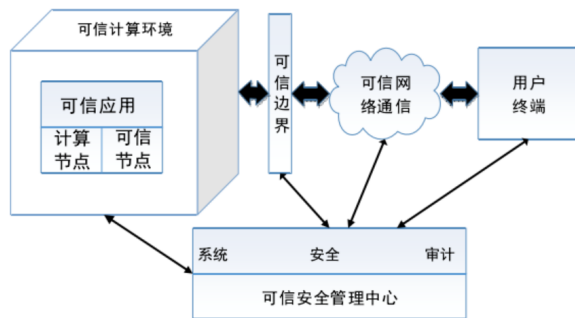 可信计算环境
可信应用
计算
节点
可信
节点
可信边界
可信网
络通信
用户
终端
系统 安全 审计
可信安全管理中心